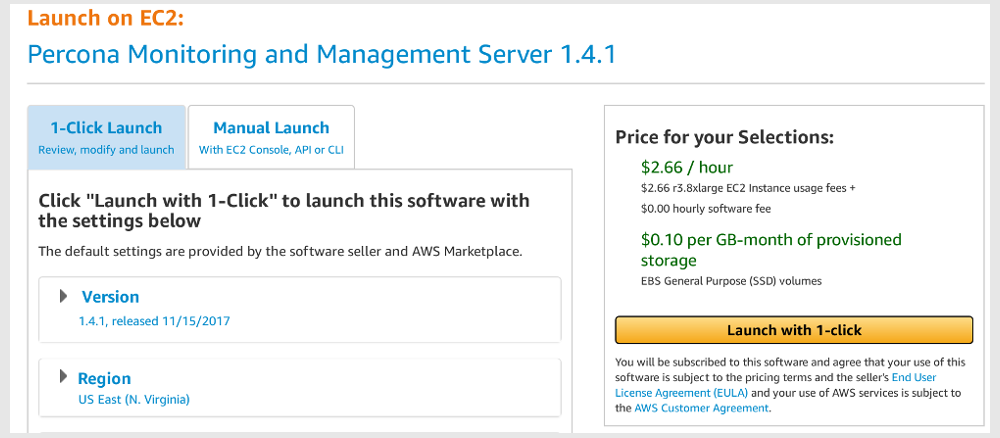 Launch on EC2:
Percona Monitoring and Management Server 1.4.1
1-Click Launch
Review, modify and launch
Manual Launch
With EC2 Console, API or CLI
Click "Launch with 1-Click" to launch this software with
the settings below
The default settings are provided by the software seller and AWS Marketplace.
Version
1.4.1, released 11/15/2017
Region
US East (N. Virginia)
Price for your Selections:
$2.66 / hour
$2.66 r3.8xlarge EC2 Instance usage fees +
$0.00 hourly software fee
$0.10 per GB-month of provisioned
storage
EBS General Purpose (SSD) volumes
Launch with 1-click
You will be subscribed to this software and agree that your use of this
software is subject to the pricing terms and the seller's End User
License Agreement (EULA) and your use of AWS services is subject to
the AWS Customer Agreement.